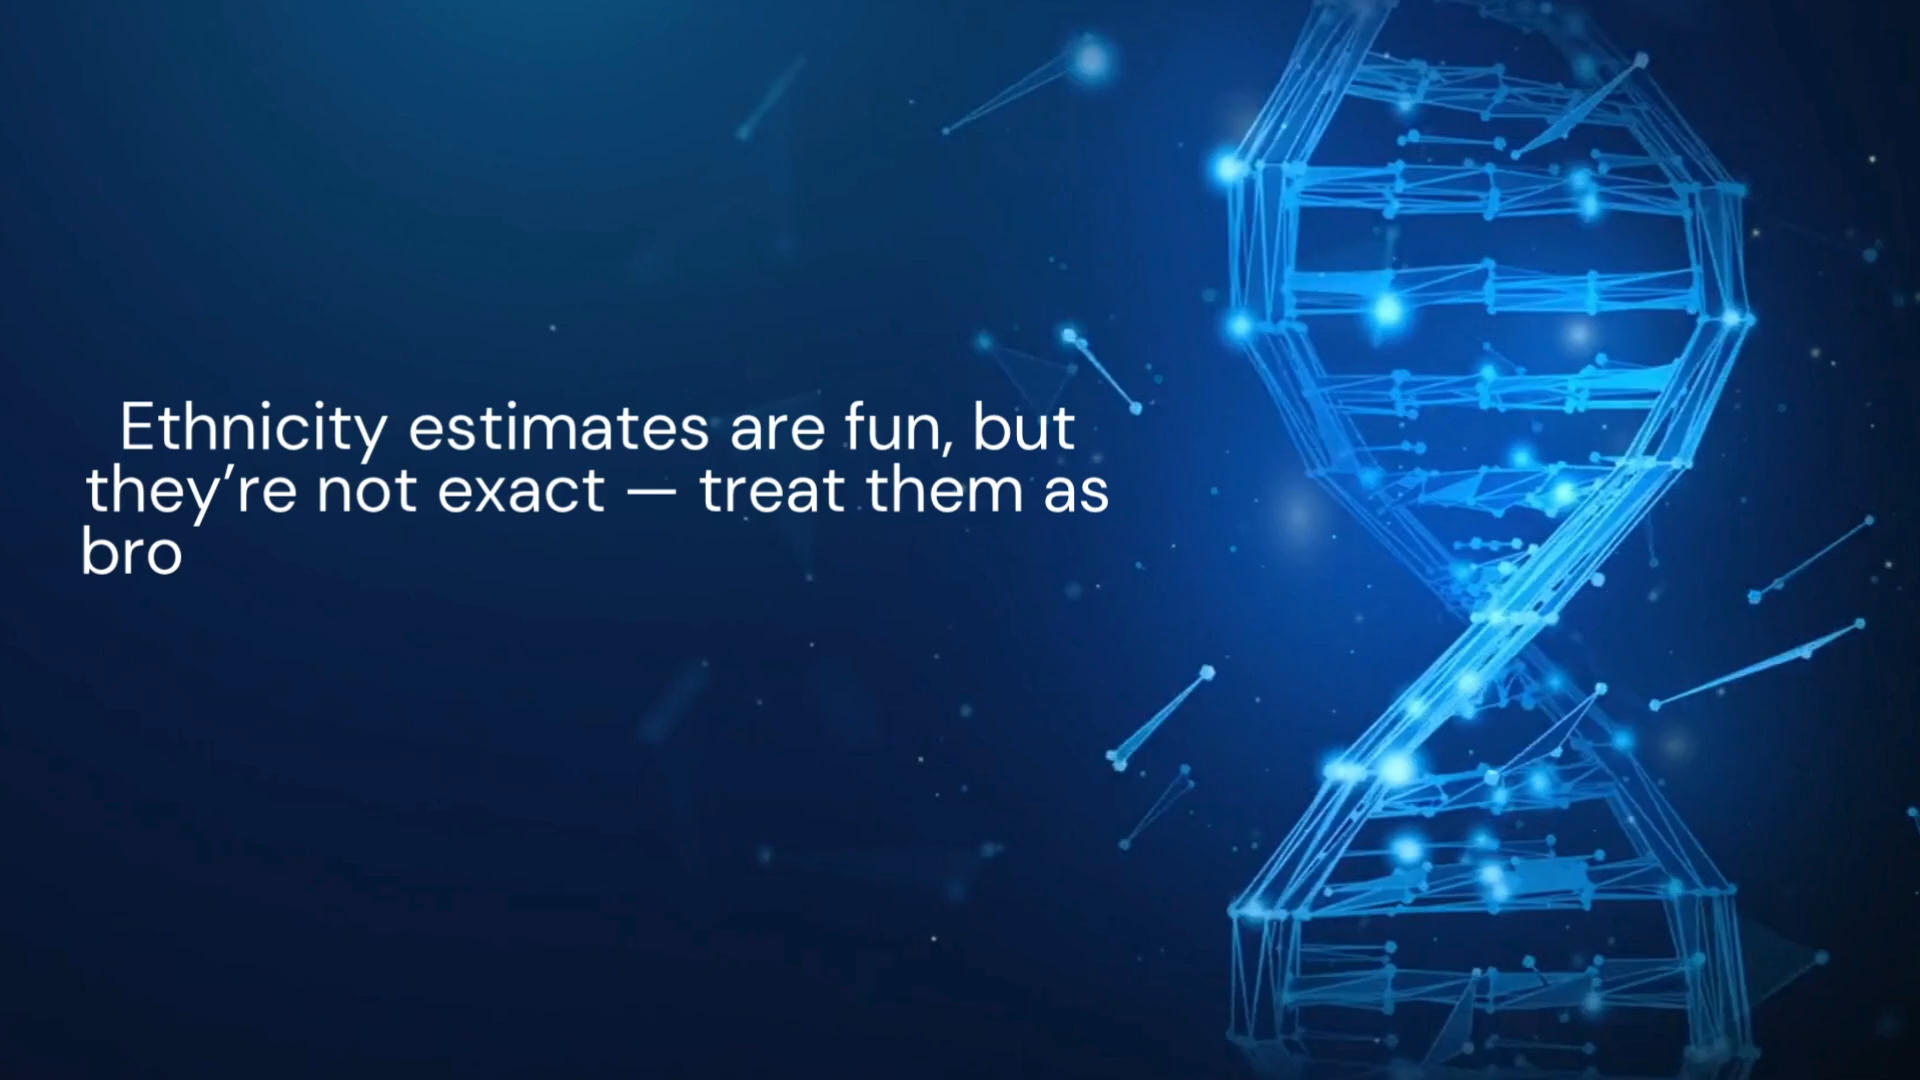 Ethnicity estimates are fun, but
they’re not exact — treat them as
bro